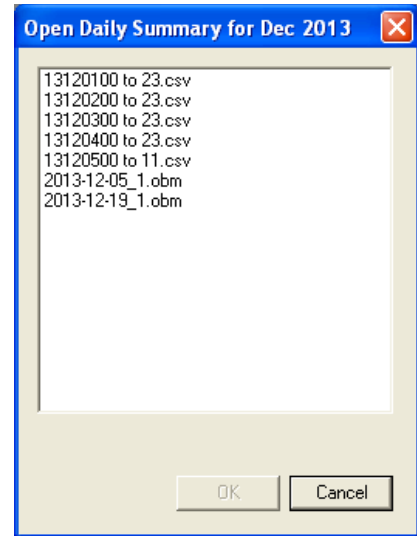 Open Daily Summary for Dec 2013
13120100 to 23.csv
13120200 to 23.csv
13120300 to 23.csv
13120400 to 23.csv
13120500 to 11.csv
2013-12-05_1.obm
2013-12-19_1.obm
OK Cancel